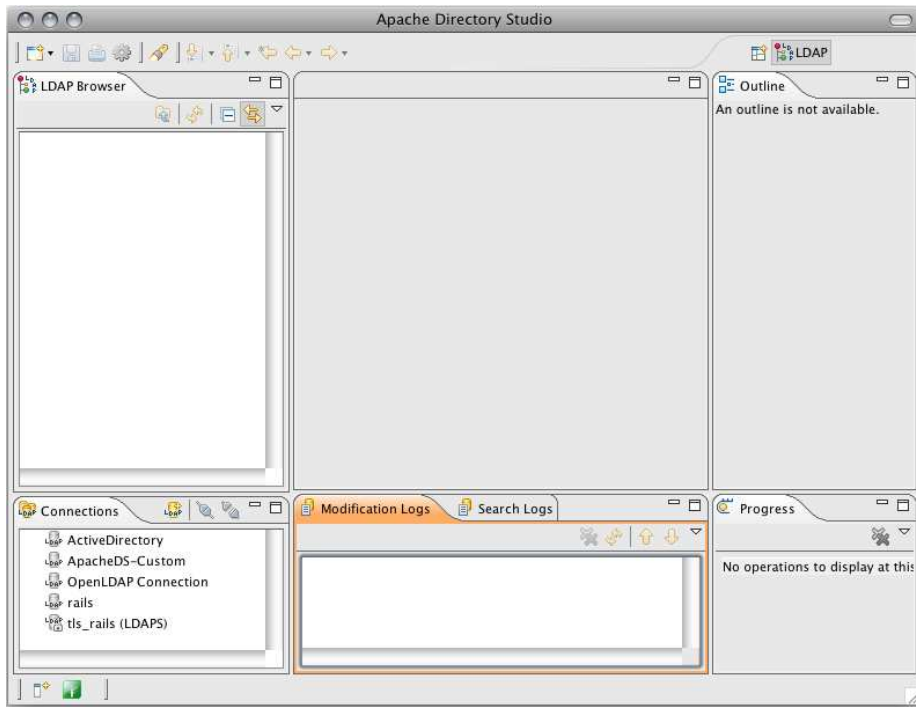 Apache Directory Studio
LDAP
LDAP Browser
Outline
An outline is not available.
Connections
ActiveDirectory
ApacheDS-Custom
OpenLDAP Connection
rails
tls_rails (LDAPS)
Modification Logs
Search Logs
Progress
No operations to display at this